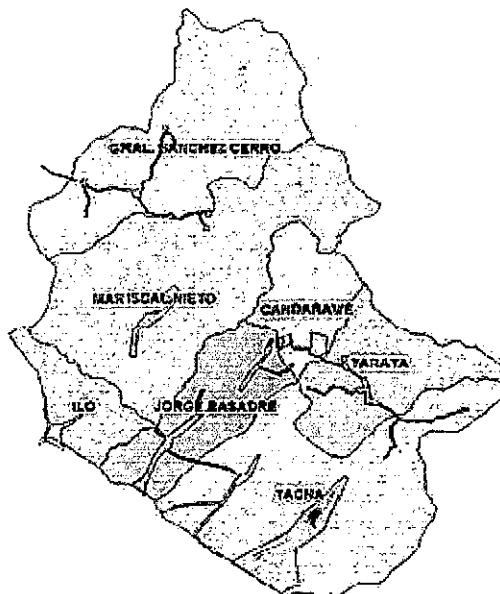 GRAL. SANCHEZ CERRO
MARISCAL NIETO
CANDARAVE
TARATA
ILO
JORGE BASADRE
TACNA